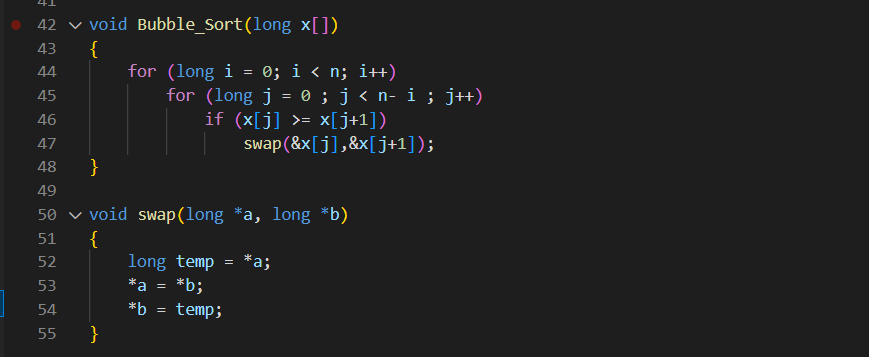 41
42 void Bubble_Sort(long x[])
43 {
44 for (long i = 0; i < n; i++)
45 for (long j = 0 ; j < n- i ; j++)
46 if (x[j] >= x[j+1])
47 swap(&x[j],&x[j+1]);
48 }
49
50 void swap(long *a, long *b)
51 {
52 long temp = *a;
53 *a = *b;
54 *b = temp;
55 }